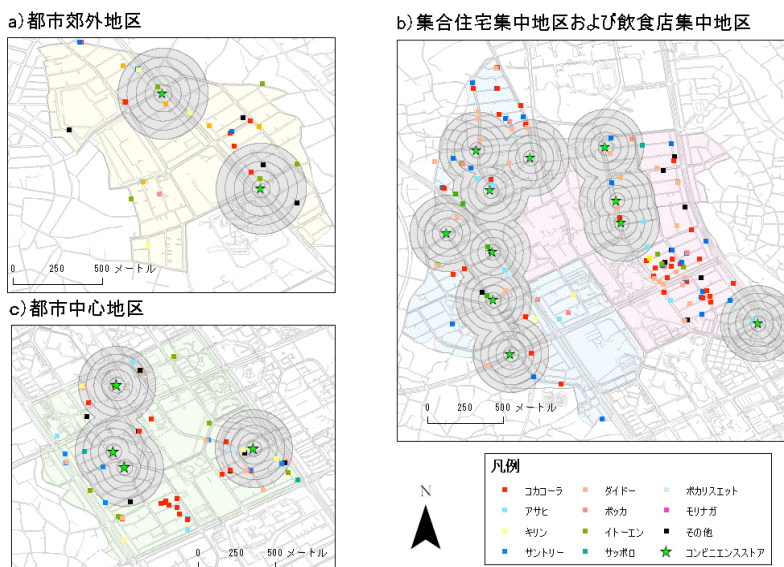 a)都市郊外地区
0 250 500 メートル
b)集合住宅集中地区および飲食店集中地区
0 250 500 メートル
c)都市中心地区
0 250 500 メートル
N
凡例
コカコーラ ダイドー ポカリスエット
アサヒ ポッカ モリナガ
キリン イトーエン その他
サントリー サッポロ コンビニエンスストア